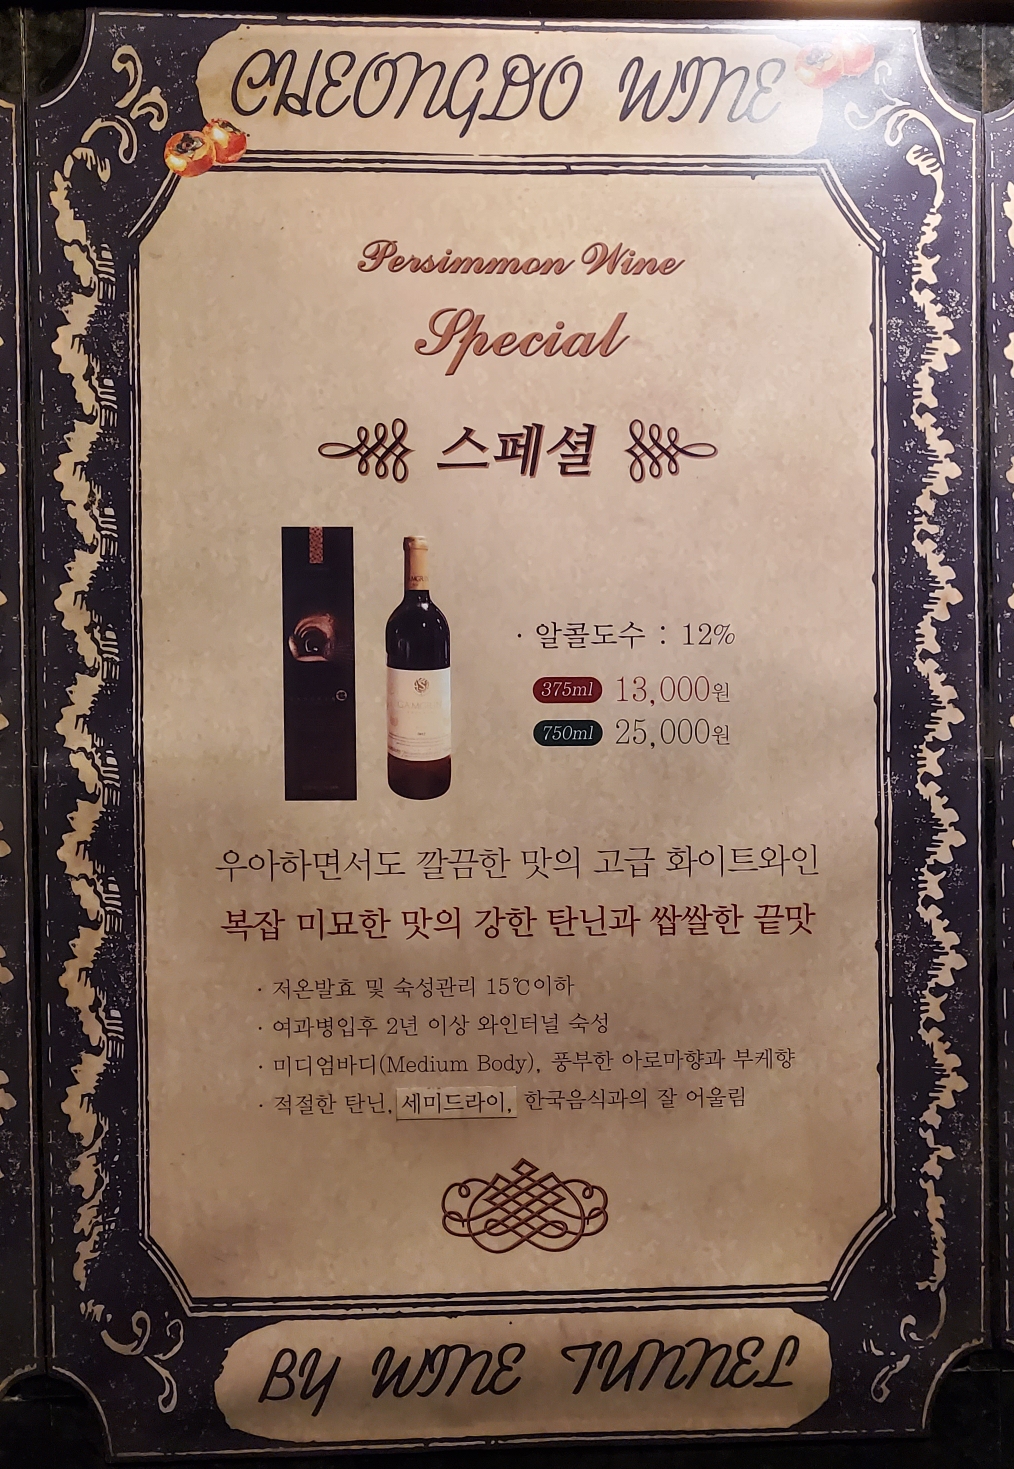 CHEONGDO WINE
Persimmon Wine
Special
스페셜
· 알콜도수 : 12%
375ml 13,000원
750ml 25,000원
우아하면서도 깔끔한 맛의 고급 화이트와인
복잡 미묘한 맛의 강한 탄닌과 쌉쌀한 끝맛
· 저온발효 및 숙성관리 15℃이하
· 여과병입후 2년 이상 와인터널 숙성
· 미디엄바디(Medium Body), 풍부한 아로마향과 부케향
· 적절한 탄닌, 세미드라이, 한국음식과의 잘 어울림
BY WINE TUNNEL